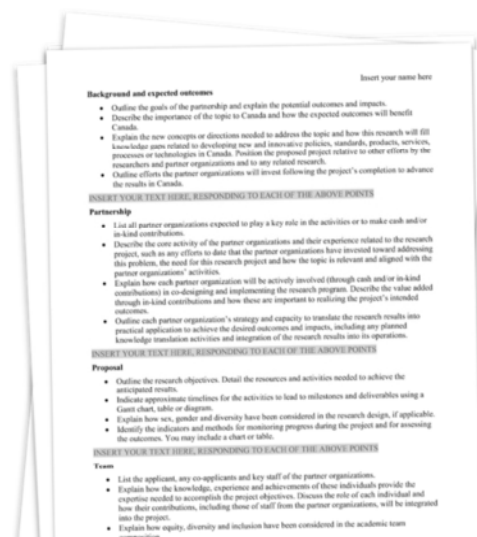 Insert your name here
Background and expected outcomes
• Outline the goals of the partnership and explain the potential outcomes and impacts.
• Describe the importance of the topic to Canada and how the expected outcomes will benefit
Canada.
• Explain the new concepts or directions needed to address the topic and how this research will fill
knowledge gaps related to developing new and innovative policies, standards, products, services,
processes or technologies in Canada. Position the proposed project relative to other efforts by the
researchers and partner organizations and to any related research.
• Outline efforts the partner organizations will invest following the project's completion to advance
the results in Canada.
INSERT YOUR TEXT HERE, RESPONDING TO EACH OF THE ABOVE POINTS
Partnership
• List all partner organizations expected to play a key role in the activities or to make cash and/or
in-kind contributions.
• Describe the core activity of the partner organizations and their experience related to the research
project, such as any efforts to date that the partner organizations have invested toward addressing
this problem, the need for this research project and how the topic is relevant and aligned with the
partner organizations' activities.
• Explain how each partner organization will be actively involved (through cash and/or in-kind
contributions) in co-designing and implementing the research program. Describe the value added
through in-kind contributions and how these are important to realizing the project's intended
outcomes.
• Outline each partner organization's strategy and capacity to translate the research results into
practical application to achieve the desired outcomes and impacts, including any planned
knowledge translation activities and integration of the research results into its operations.
INSERT YOUR TEXT HERE, RESPONDING TO EACH OF THE ABOVE POINTS
Proposal
• Outline the research objectives. Detail the resources and activities needed to achieve the
anticipated results.
• Indicate approximate timelines for the activities to lead to milestones and deliverables using a
Gantt chart, table or diagram.
• Explain how sex, gender and diversity have been considered in the research design, if applicable.
• Identify the indicators and methods for monitoring progress during the project and for assessing
the outcomes. You may include a chart or table.
INSERT YOUR TEXT HERE, RESPONDING TO EACH OF THE ABOVE POINTS
Team
• List the applicant, any co-applicants and key staff of the partner organizations.
• Explain how the knowledge, experience and achievements of these individuals provide the
expertise needed to accomplish the project objectives. Discuss the role of each individual and
how their contributions, including those of staff from the partner organizations, will be integrated
into the project.
• Explain how equity, diversity and inclusion have been considered in the academic team